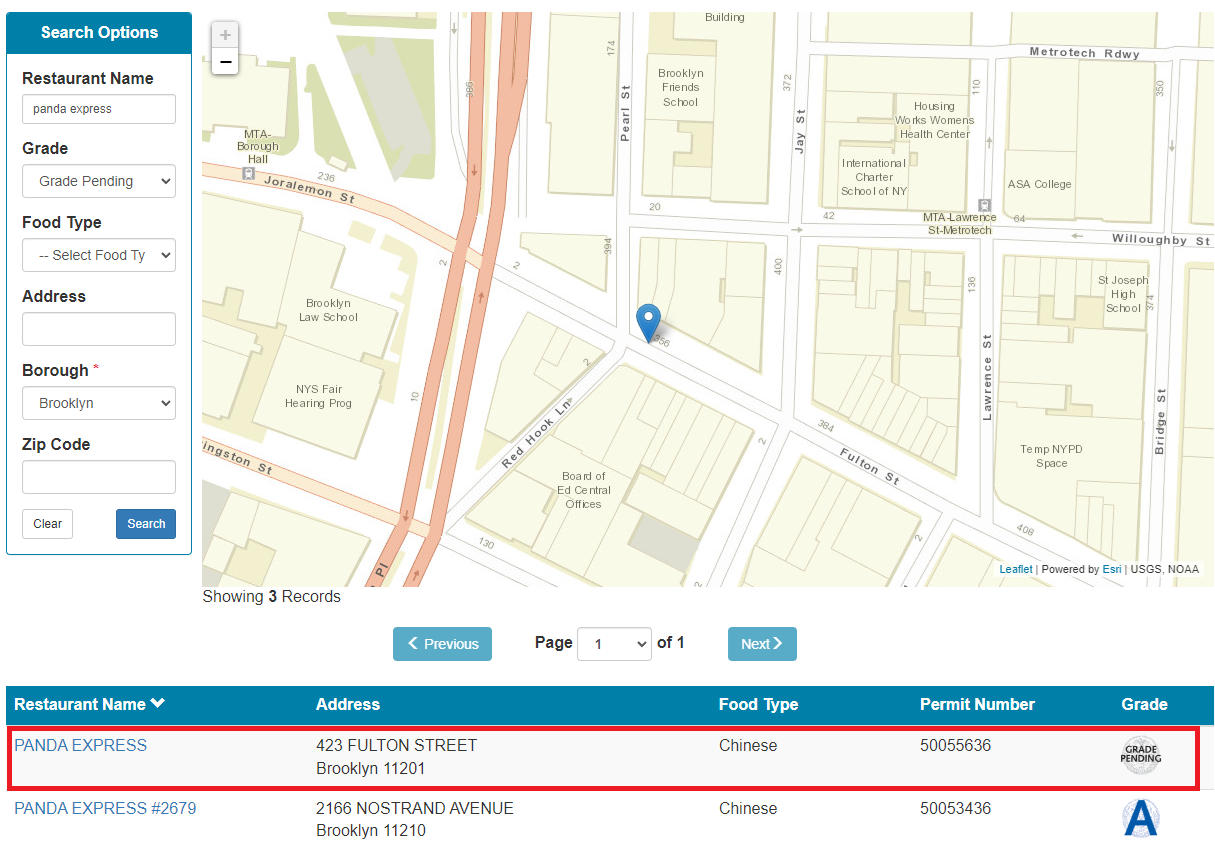 Search Options
Restaurant Name
panda express
Grade
Grade Pending
Food Type
-- Select Food Ty
Address
Borough *
Brooklyn
Zip Code
Clear
Search
+
−
Building
174
386
Pearl St
Brooklyn
Friends
School
372
Jay St
Metrotech Rdwy
110
350
Housing
Works Womens
Health Center
MTA-
Borough
Hall
236
Joralemon St
International
Charter
School of NY
ASA College
20
42
MTA-Lawrence
St-Metrotech
64
Willoughby St
394
2
2
400
136
St Joseph
High
School
374
Brooklyn
Law School
356
Lawrence St
2
NYS Fair
Hearing Prog
10
Red Hook Ln
Bridge St
384
2
Fulton St
ingston St
Temp NYPD
Space
Board of
Ed Central
Offices
130
2
408
Pl
2
Leaflet | Powered by Esri | USGS, NOAA
Showing 3 Records
Previous
Page 1 of 1
Next
Restaurant Name Address Food Type Permit Number Grade
PANDA EXPRESS 423 FULTON STREET Chinese 50055636 GRADE
Brooklyn 11201 PENDING
PANDA EXPRESS #2679 2166 NOSTRAND AVENUE Chinese 50053436 A
Brooklyn 11210